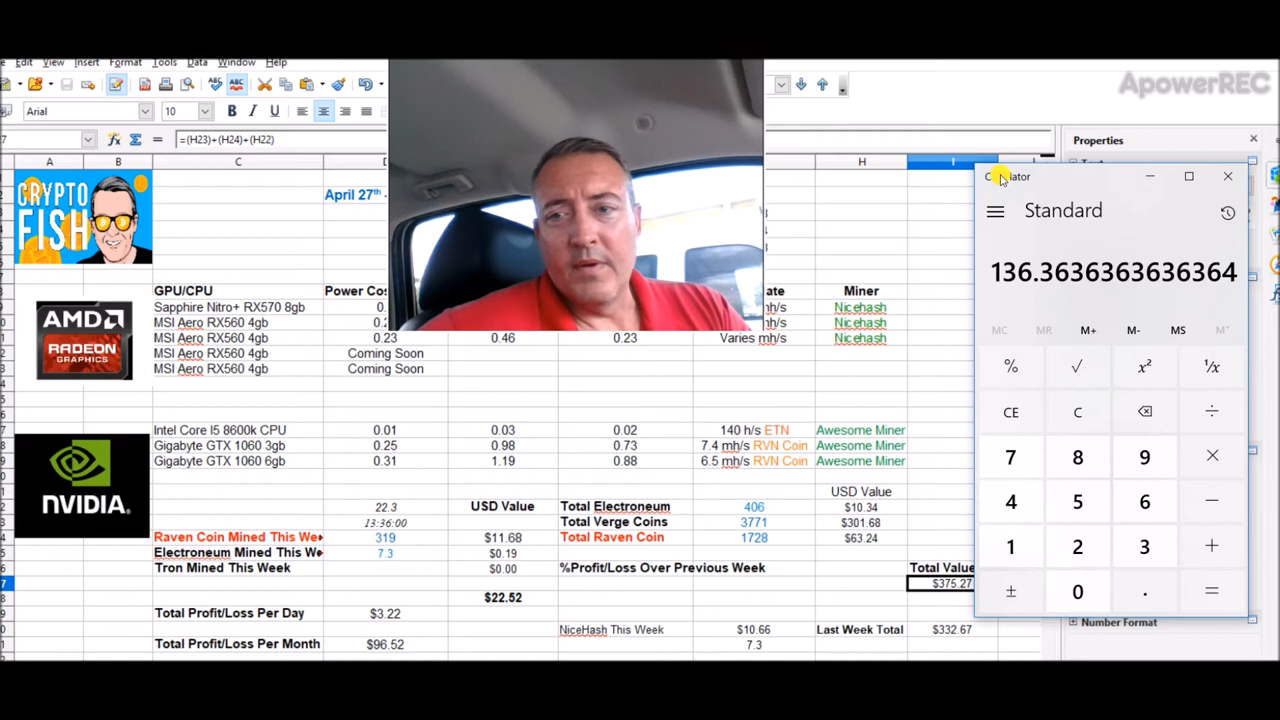 ApowerREC
Edit View Insert Format Tools Data Window Help
Arial 10 B I A
=(H23)+(H24)+(H22) Properties
A B C H I
Calculator
Standard
136.3636363636364
MC MR M+ M- MS
% √ x² ¹/x
CE C ÷
7 8 9 ×
4 5 6 −
1 2 3 +
± 0 . =
Number Format
April 27th
CRYPTO
FISH
AMD
RADEON
GRAPHICS
NVIDIA
GPU/CPU Miner
Sapphire Nitro+ RX570 8gb mh/s Nicehash
MSI Aero RX560 4gb mh/s Nicehash
MSI Aero RX560 4gb 0.23 0.46 0.23 Varies mh/s Nicehash
MSI Aero RX560 4gb Coming Soon
MSI Aero RX560 4gb Coming Soon
Intel Core I5 8600k CPU 0.01 0.03 0.02 140 h/s ETN Awesome Miner
Gigabyte GTX 1060 3gb 0.25 0.98 0.73 7.4 mh/s RVN Coin Awesome Miner
Gigabyte GTX 1060 6gb 0.31 1.19 0.88 6.5 mh/s RVN Coin Awesome Miner
USD Value
22.3 USD Value Total Electroneum 406 $10.34
13:36:00 Total Verge Coins 3771 $301.68
Raven Coin Mined This We 319 $11.68 Total Raven Coin 1728 $63.24
Electroneum Mined This W 7.3 $0.19
Tron Mined This Week $0.00 %Profit/Loss Over Previous Week Total Value
$375.27
$22.52
Total Profit/Loss Per Day $3.22
NiceHash This Week $10.66 Last Week Total $332.67
Total Profit/Loss Per Month $96.52 7.3